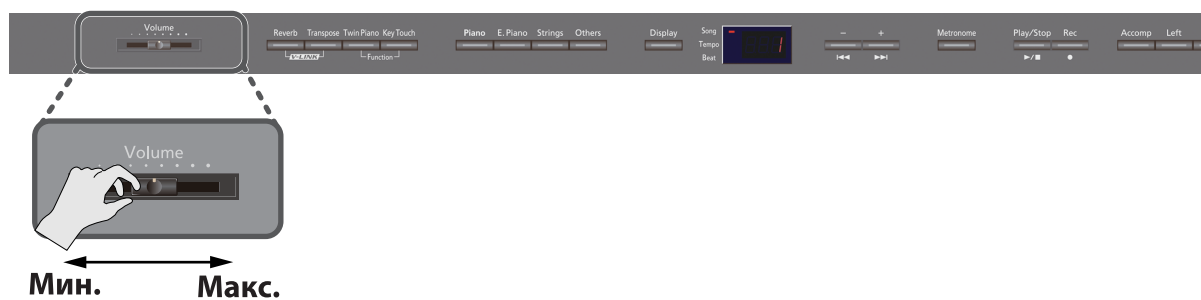 Volume
Reverb Transpose Twin Piano Key Touch
V-LINK
Function
Piano E. Piano Strings Others
Display
Song
Tempo
Beat
1
− +
Metronome
Play/Stop Rec
Accomp Left
Volume
Мин. Макс.